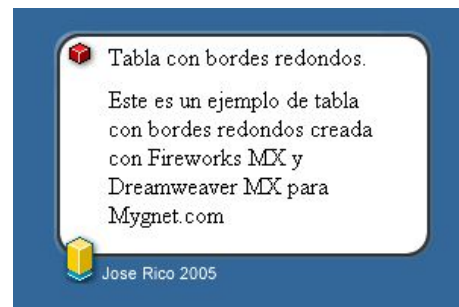 Tabla con bordes redondos.
Este es un ejemplo de tabla
con bordes redondos creada
con Fireworks MX y
Dreamweaver MX para
Mygnet.com
Jose Rico 2005